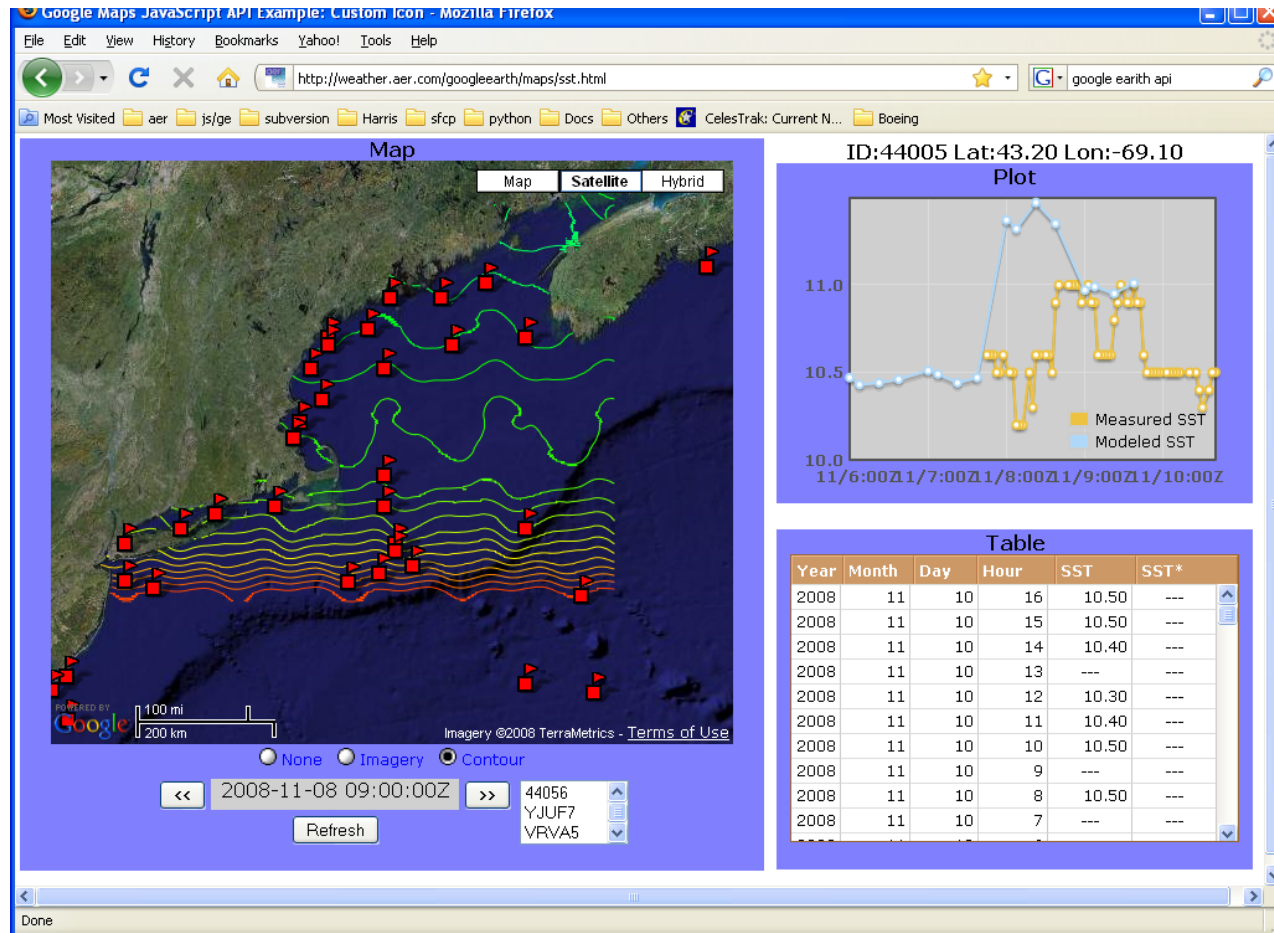 Google Maps JavaScript API Example: Custom Icon - Mozilla Firefox
File Edit View History Bookmarks Yahoo! Tools Help
http://weather.aer.com/googleearth/maps/sst.html
google earith api
Most Visited aer js/ge subversion Harris sfcp python Docs Others CelesTrak: Current N... Boeing
Map
Map Satellite Hybrid
POWERED BY
Google
100 mi
200 km
Imagery ©2008 TerraMetrics - Terms of Use
None Imagery Contour
<< 2008-11-08 09:00:00Z >>
Refresh
44056
YJUF7
VRVA5
ID:44005 Lat:43.20 Lon:-69.10
Plot
11.0
10.5
10.0
Measured SST
Modeled SST
11/6:00Z 11/7:00Z 11/8:00Z 11/9:00Z 11/10:00Z
Table
Year Month Day Hour SST SST*
2008 11 10 16 10.50 ---
2008 11 10 15 10.50 ---
2008 11 10 14 10.40 ---
2008 11 10 13 --- ---
2008 11 10 12 10.30 ---
2008 11 10 11 10.40 ---
2008 11 10 10 10.50 ---
2008 11 10 9 --- ---
2008 11 10 8 10.50 ---
2008 11 10 7 --- ---
Done